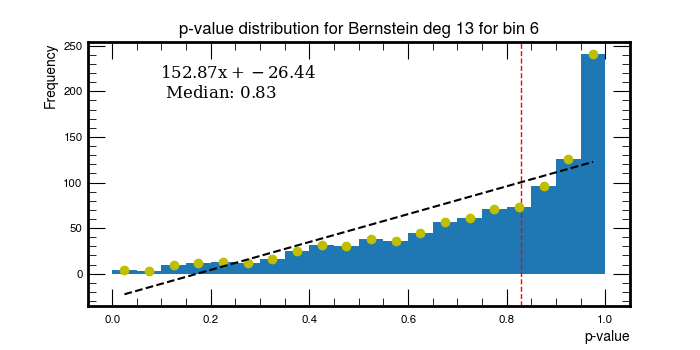 p-value distribution for Bernstein deg 13 for bin 6
Frequency
250
200
150
100
50
0
152.87x + −26.44
Median: 0.83
0.0 0.2 0.4 0.6 0.8 1.0
p-value